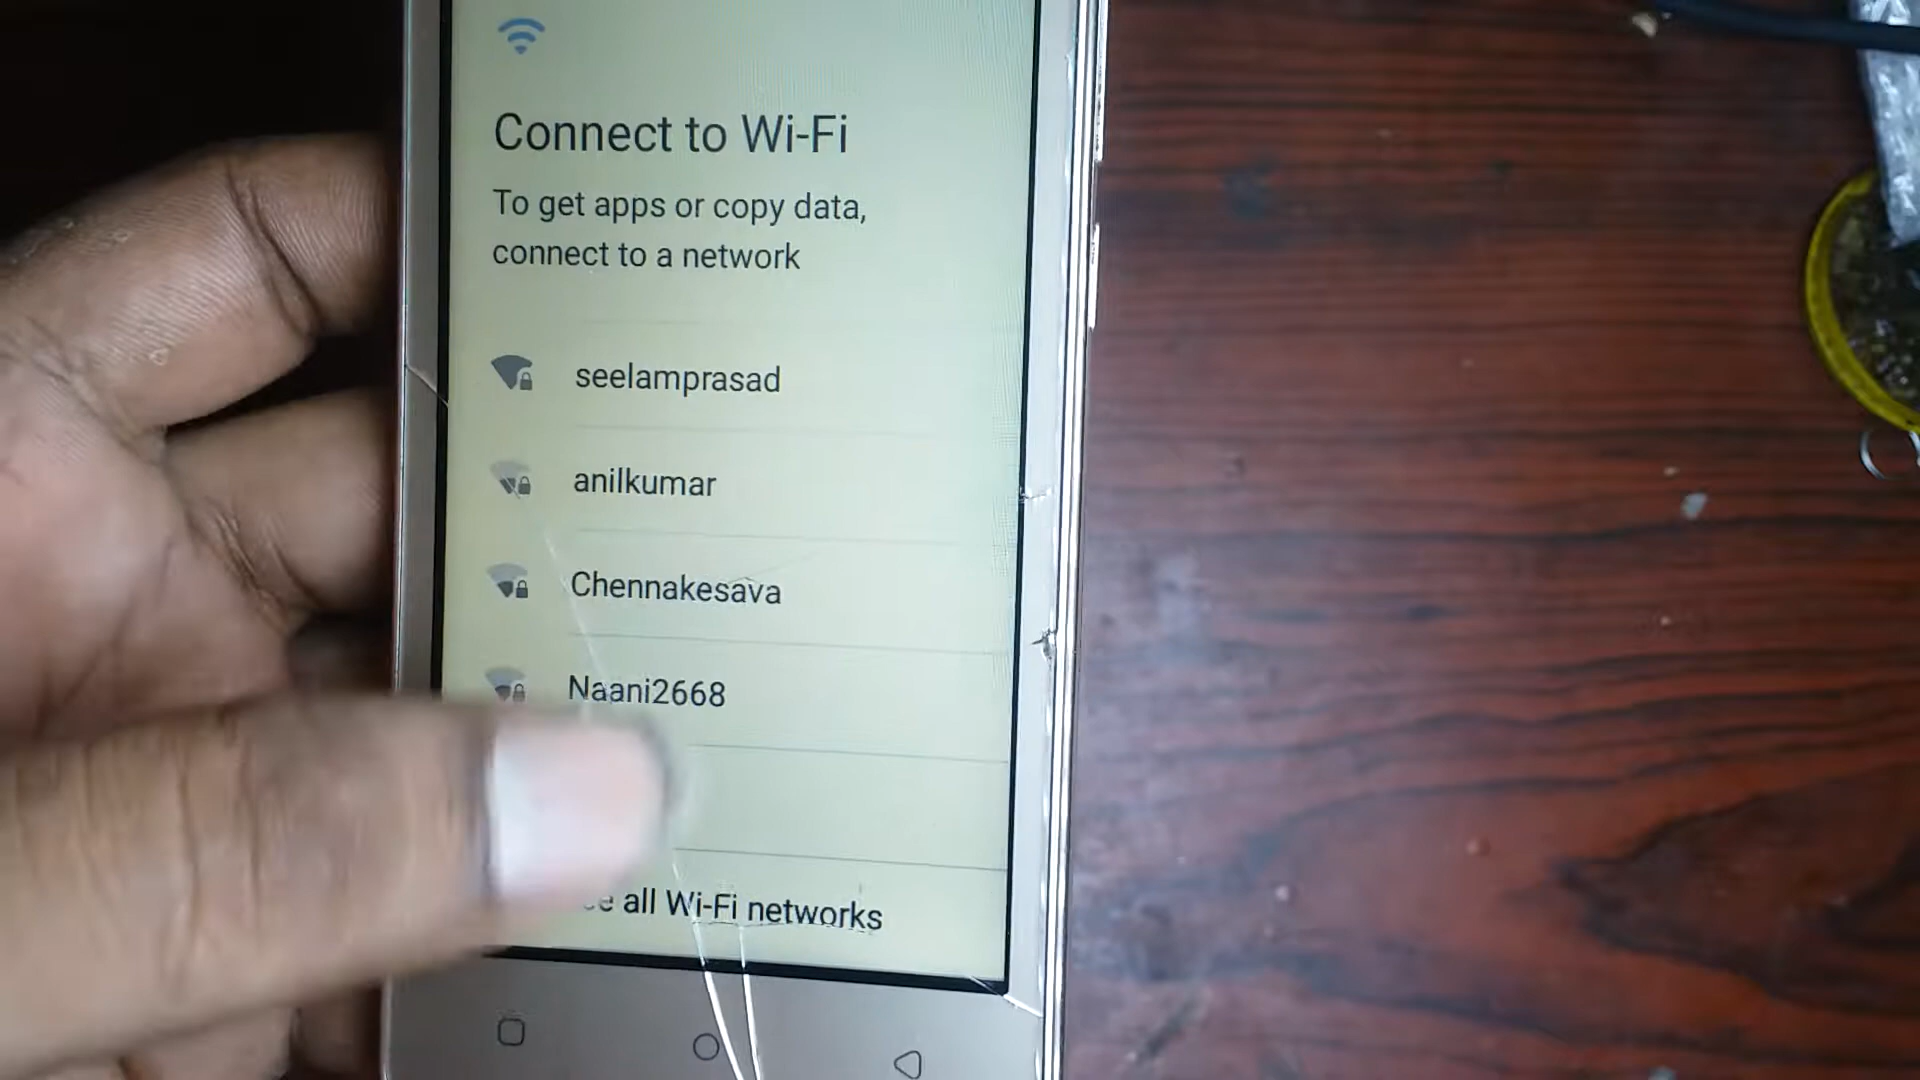 Connect to Wi-Fi
To get apps or copy data,
connect to a network
seelamprasad
anilkumar
Chennakesava
Naani2668
all Wi-Fi networks